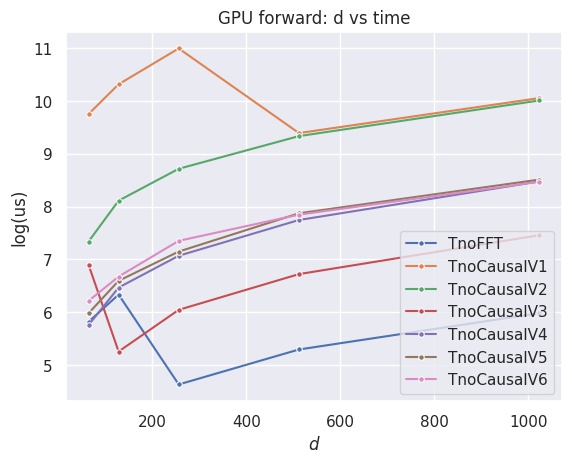 GPU forward: d vs time
log(us)
11
10
9
8
7
6
5
TnoFFT
TnoCausalV1
TnoCausalV2
TnoCausalV3
TnoCausalV4
TnoCausalV5
TnoCausalV6
200
400
600
800
1000
d